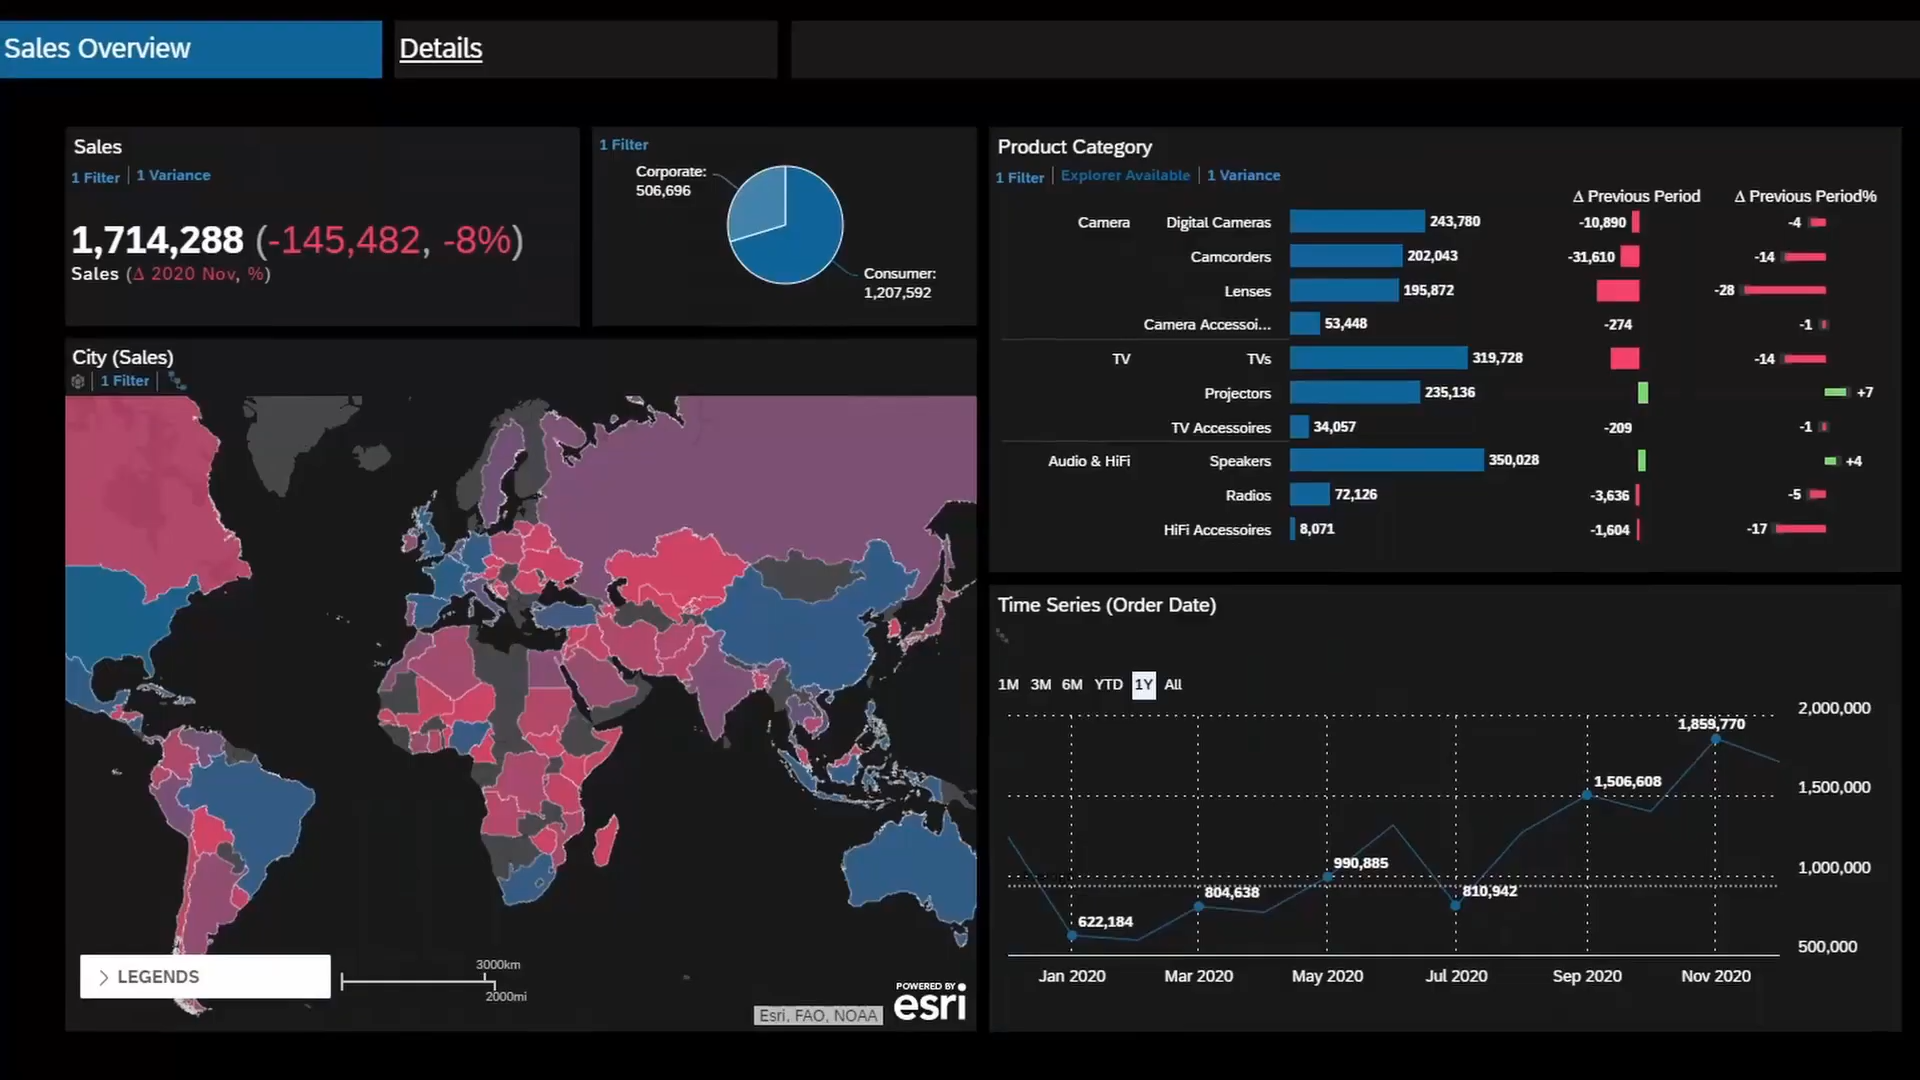 Sales Overview
Details
Sales
1 Filter | 1 Variance
1,714,288 (-145,482, -8%)
Sales (Δ 2020 Nov, %)
1 Filter
Corporate:
506,696
Consumer:
1,207,592
Product Category
1 Filter | Explorer Available | 1 Variance
Δ Previous Period Δ Previous Period%
Camera Digital Cameras 243,780 -10,890 -4
Camcorders 202,043 -31,610 -14
Lenses 195,872 -28
Camera Accessoi... 53,448 -274 -1
TV TVs 319,728 -14
Projectors 235,136 +7
TV Accessoires 34,057 -209 -1
Audio & HiFi Speakers 350,028 +4
Radios 72,126 -3,636 -5
HiFi Accessoires 8,071 -1,604 -17
City (Sales)
1 Filter
LEGENDS
3000km
2000mi
Esri, FAO, NOAA
POWERED BY
esri
Time Series (Order Date)
1M 3M 6M YTD 1Y All
2,000,000
1,859,770
1,500,000
1,506,608
1,000,000
990,885
804,638
810,942
622,184
500,000
Jan 2020 Mar 2020 May 2020 Jul 2020 Sep 2020 Nov 2020